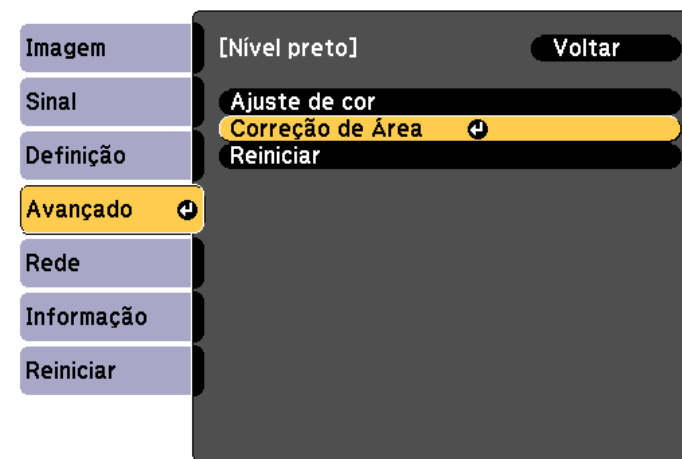 Imagem
Sinal
Definição
Avançado
Rede
Informação
Reiniciar
[Nível preto] Voltar
Ajuste de cor
Correção de Área
Reiniciar